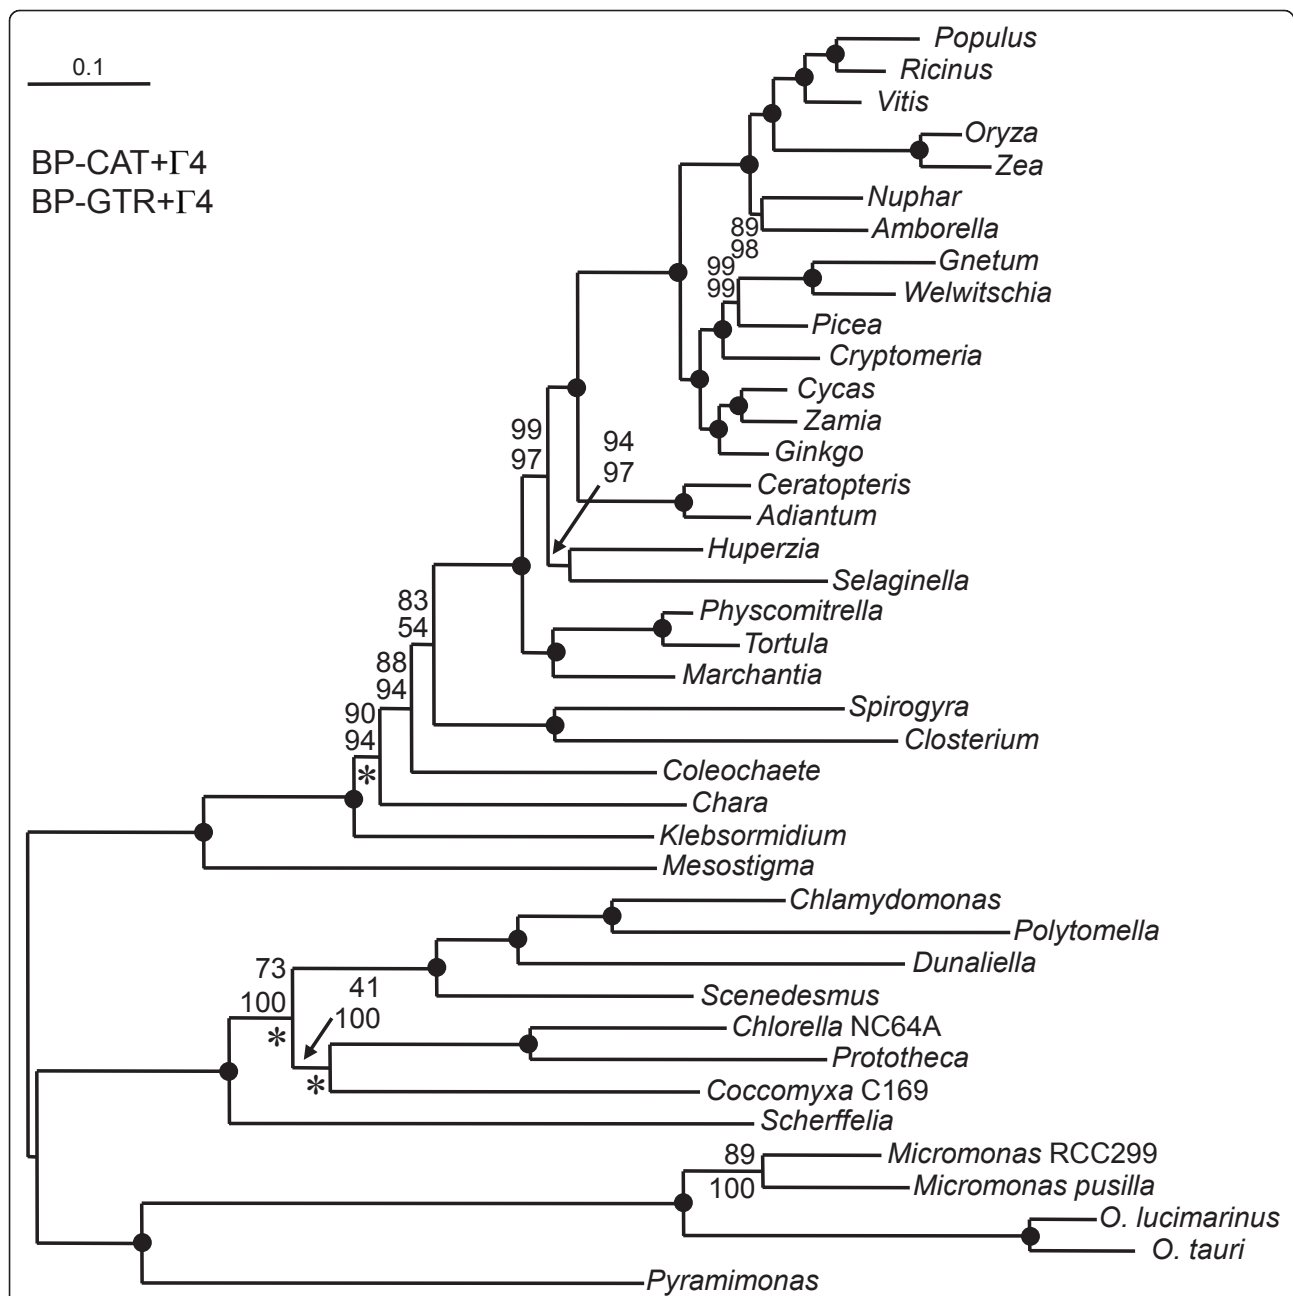 0.1
BP-CAT+Γ4
BP-GTR+Γ4
Populus
Ricinus
Vitis
Oryza
Zea
Nuphar
Amborella
89
98
Gnetum
99
99
Welwitschia
Picea
Cryptomeria
Cycas
Zamia
Ginkgo
99
97
94
97
Ceratopteris
Adiantum
Huperzia
Selaginella
83
54
Physcomitrella
Tortula
Marchantia
88
94
90
94
*
Spirogyra
Closterium
Coleochaete
Chara
Klebsormidium
Mesostigma
Chlamydomonas
Polytomella
Dunaliella
Scenedesmus
73
100
*
41
100
*
Chlorella NC64A
Prototheca
Coccomyxa C169
Scherffelia
89
100
Micromonas RCC299
Micromonas pusilla
O. lucimarinus
O. tauri
Pyramimonas